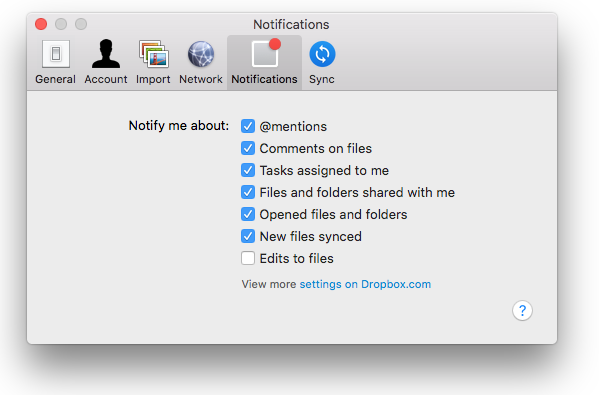 Notifications
General Account Import Network Notifications Sync
Notify me about: @mentions
Comments on files
Tasks assigned to me
Files and folders shared with me
Opened files and folders
New files synced
Edits to files
View more settings on Dropbox.com
?